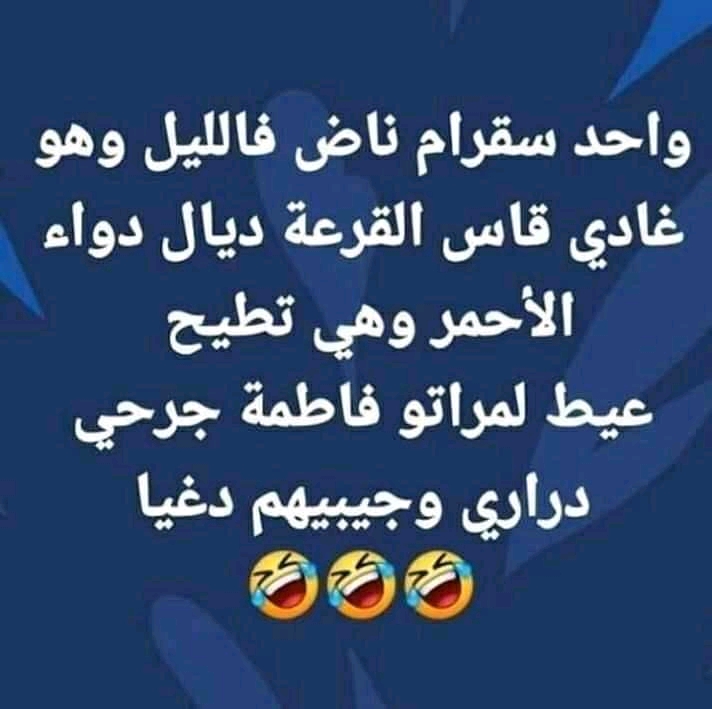 واحد سقرام ناض فالليل وهو
غادي قاس القرعة ديال دواء
الأحمر وهي تطيح
عيط لمراتو فاطمة جرحي
دراري وجيبيهم دغيا
🤣🤣🤣